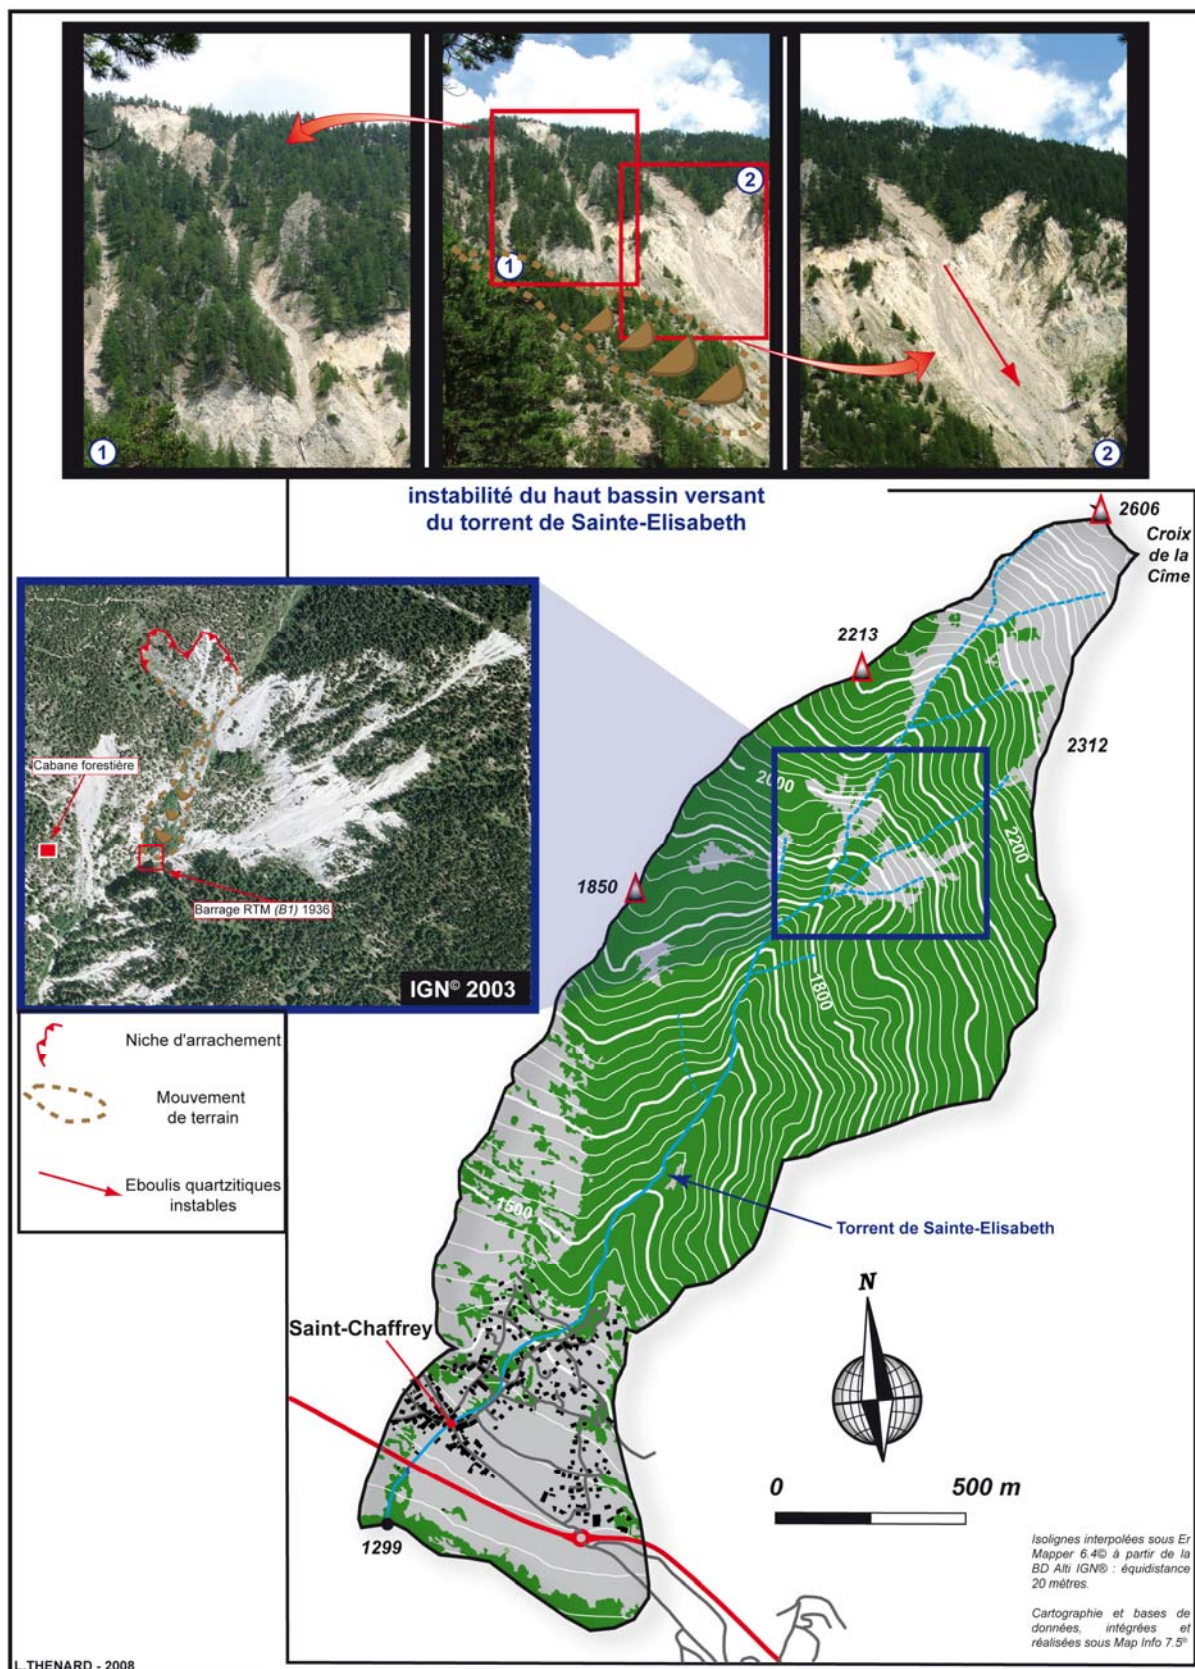 1
2
1
2
instabilité du haut bassin versant
du torrent de Sainte-Elisabeth
2606
Croix
de la
Cîme
2213
2312
2000
2200
1850
1800
Cabane forestière
Barrage RTM (B1) 1936
IGN© 2003
Niche d'arrachement
Mouvement
de terrain
Eboulis quartzitiques
instables
1500
Torrent de Sainte-Elisabeth
N
Saint-Chaffrey
0 500 m
1299
Isolignes interpolées sous Er
Mapper 6.4© à partir de la
BD Alti IGN® : équidistance
20 mètres.
Cartographie et bases de
données, intégrées et
réalisées sous Map Info 7.5®
L.THENARD - 2008